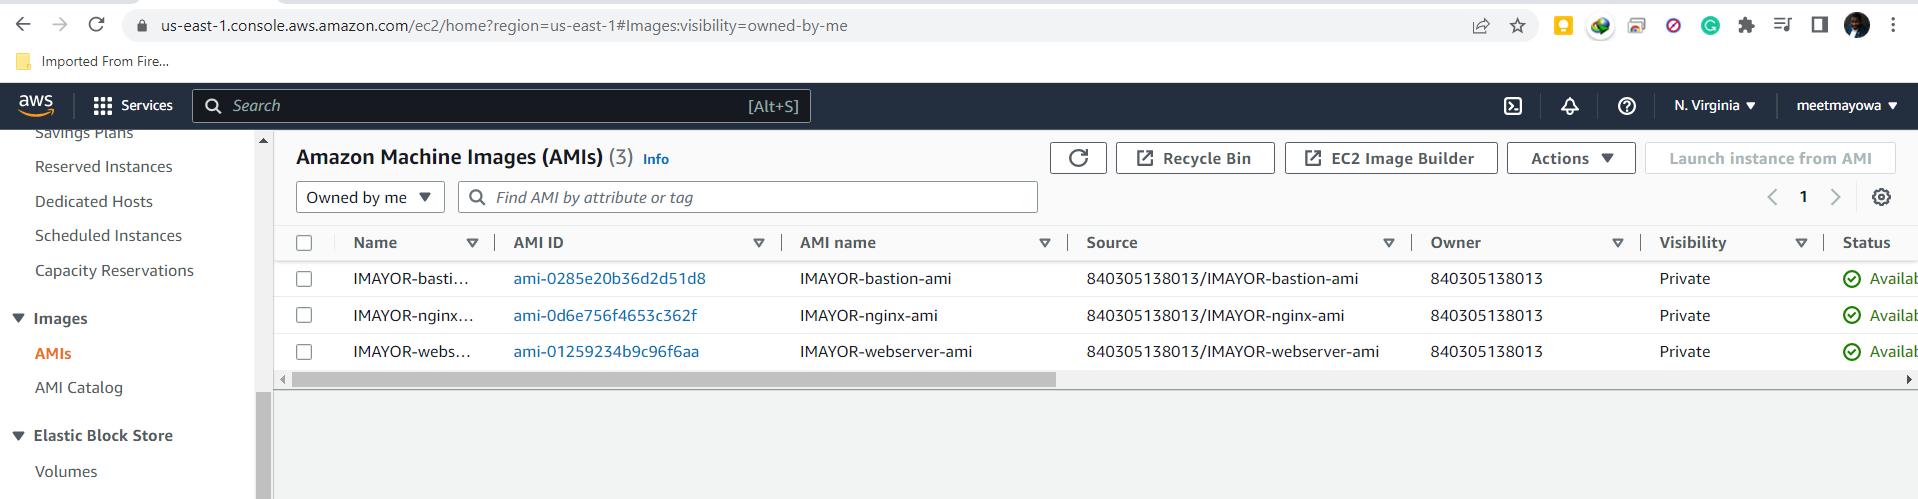 us-east-1.console.aws.amazon.com/ec2/home?region=us-east-1#Images:visibility=owned-by-me
Imported From Fire...
aws Services Search [Alt+S] N. Virginia meetmayowa
Savings Plans
Reserved Instances
Dedicated Hosts
Scheduled Instances
Capacity Reservations
Images
AMIs
AMI Catalog
Elastic Block Store
Volumes
Amazon Machine Images (AMIs) (3) Info Recycle Bin EC2 Image Builder Actions Launch instance from AMI
Owned by me Find AMI by attribute or tag 1
Name AMI ID AMI name Source Owner Visibility Status
IMAYOR-basti... ami-0285e20b36d2d51d8 IMAYOR-bastion-ami 840305138013/IMAYOR-bastion-ami 840305138013 Private Availab
IMAYOR-nginx... ami-0d6e756f4653c362f IMAYOR-nginx-ami 840305138013/IMAYOR-nginx-ami 840305138013 Private Availab
IMAYOR-webs... ami-01259234b9c96f6aa IMAYOR-webserver-ami 840305138013/IMAYOR-webserver-ami 840305138013 Private Availab